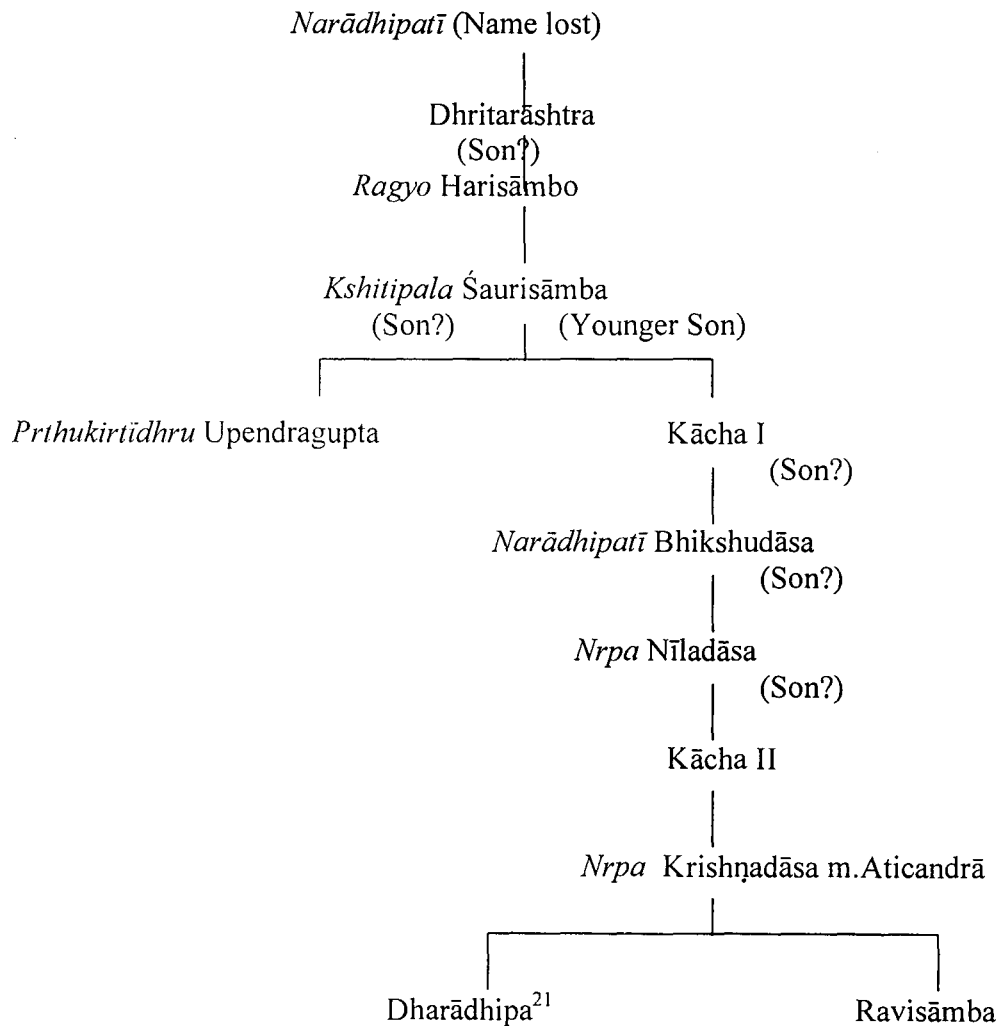 Narādhipatī (Name lost)
Dhritarāshtra
(Son?)
Ragyo Harisāmbo
Kshitipala Śaurisāmba
(Son?) (Younger Son)
Prthukirtīdhru Upendragupta Kācha I
(Son?)
Narādhipatī Bhikshudāsa
(Son?)
Nrpa Nīladāsa
(Son?)
Kācha II
Nrpa Krishṇadāsa m.Aticandrā
Dharādhipa²¹ Ravisāmba